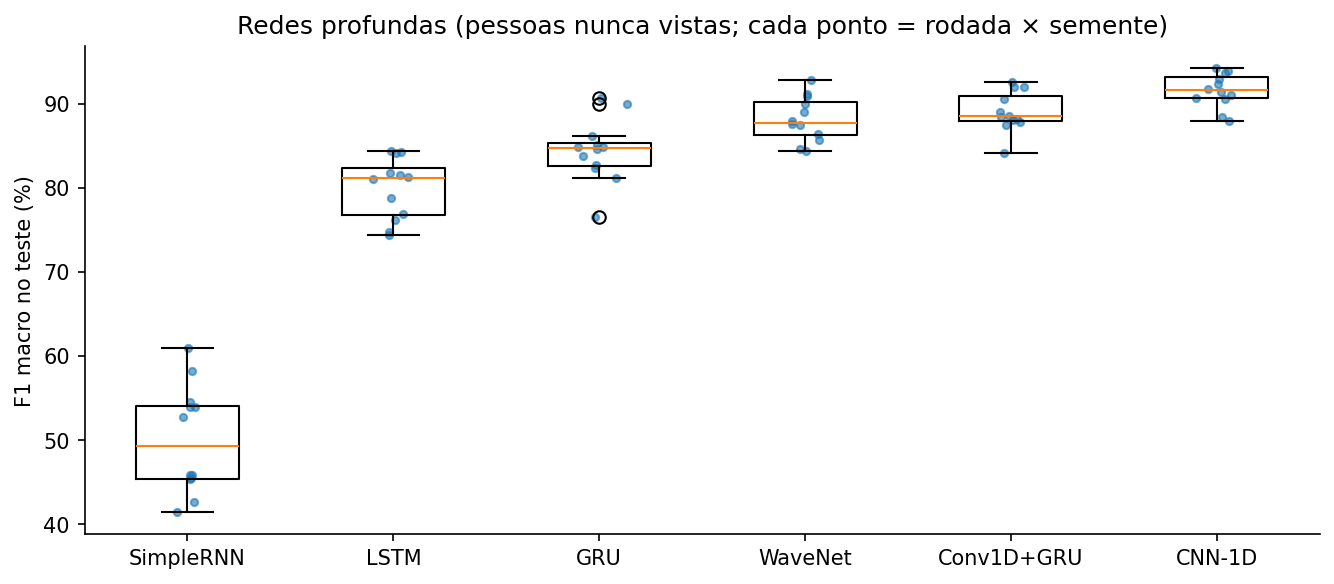 Redes profundas (pessoas nunca vistas; cada ponto = rodada × semente)
F1 macro no teste (%)
90
80
70
60
50
40
SimpleRNN
LSTM
GRU
WaveNet
Conv1D+GRU
CNN-1D